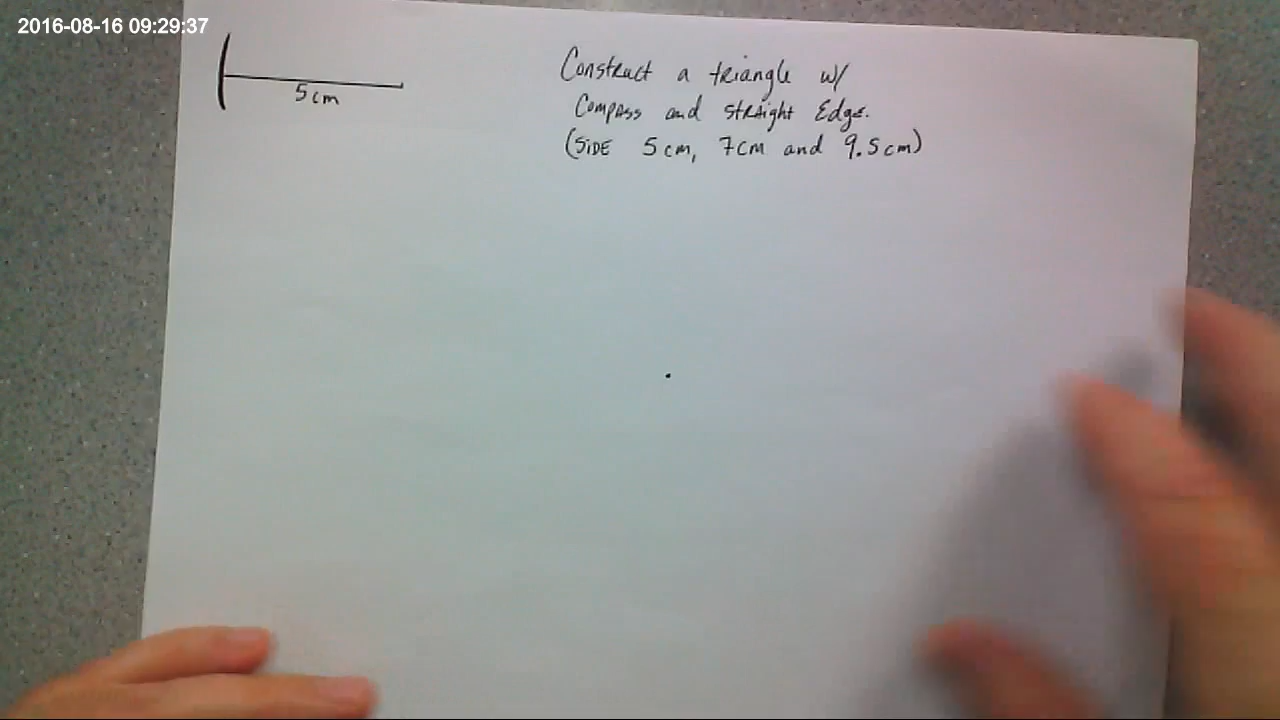 2016-08-16 09:29:37
5cm
Construct a triangle w/
Compass and straight Edge.
(SIDE 5cm, 7cm and 9.5cm)